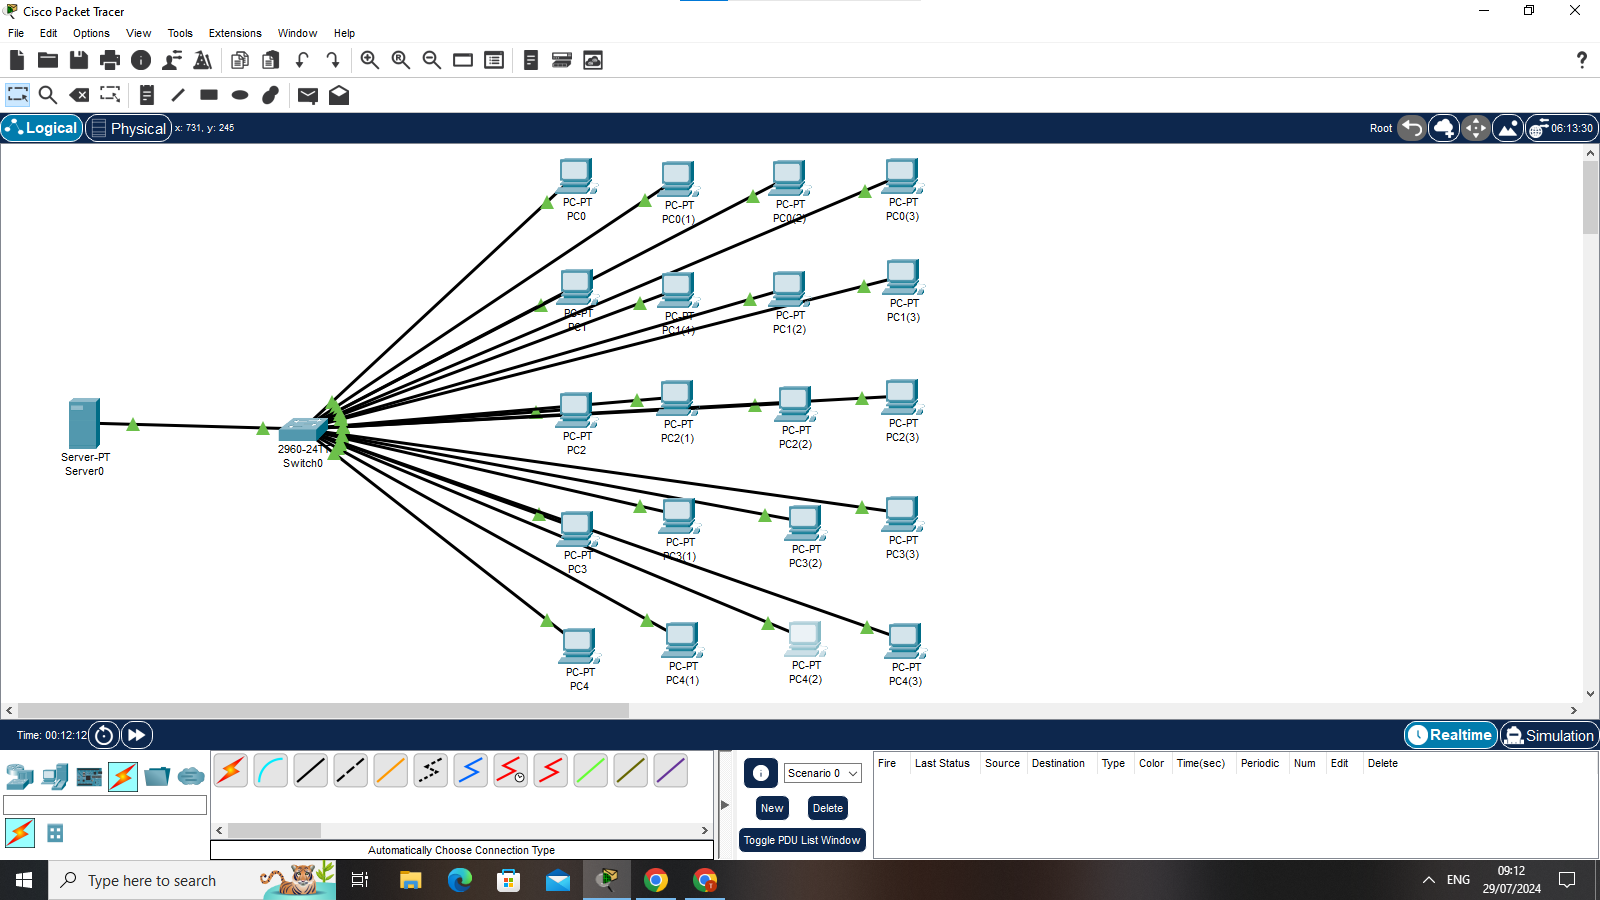 Cisco Packet Tracer
File Edit Options View Tools Extensions Window Help
Logical Physical x: 731, y: 245 Root 06:13:30
PC-PT PC-PT PC-PT PC-PT
PC0 PC0(1) PC0(2) PC0(3)
PC-PT PC-PT PC-PT PC-PT
PC1 PC1(1) PC1(2) PC1(3)
PC-PT PC-PT PC-PT PC-PT
PC2 PC2(1) PC2(2) PC2(3)
Server-PT 2960-24TT
Server0 Switch0
PC-PT PC-PT PC-PT PC-PT
PC3 PC3(1) PC3(2) PC3(3)
PC-PT PC-PT PC-PT PC-PT
PC4 PC4(1) PC4(2) PC4(3)
Time: 00:12:12 Realtime Simulation
Scenario 0
New Delete
Toggle PDU List Window
Fire Last Status Source Destination Type Color Time(sec) Periodic Num Edit Delete
Automatically Choose Connection Type
Type here to search
ENG 09:12
29/07/2024